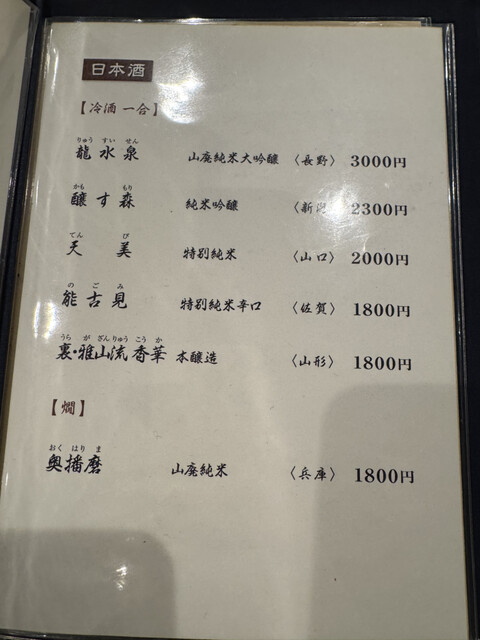 日本酒
【冷酒 一合】
りゅう すい せん
龍水泉 山廃純米大吟醸 〈長野〉 3000円
かも もり
醸す森 純米吟醸 〈新潟〉 2300円
てん び
天美 特別純米 〈山口〉 2000円
の ご み
能古見 特別純米辛口 〈佐賀〉 1800円
うら が ざんりゅう こう か
裏・雅山流 香華 本醸造 〈山形〉 1800円
【燗】
おく はり ま
奥播磨 山廃純米 〈兵庫〉 1800円